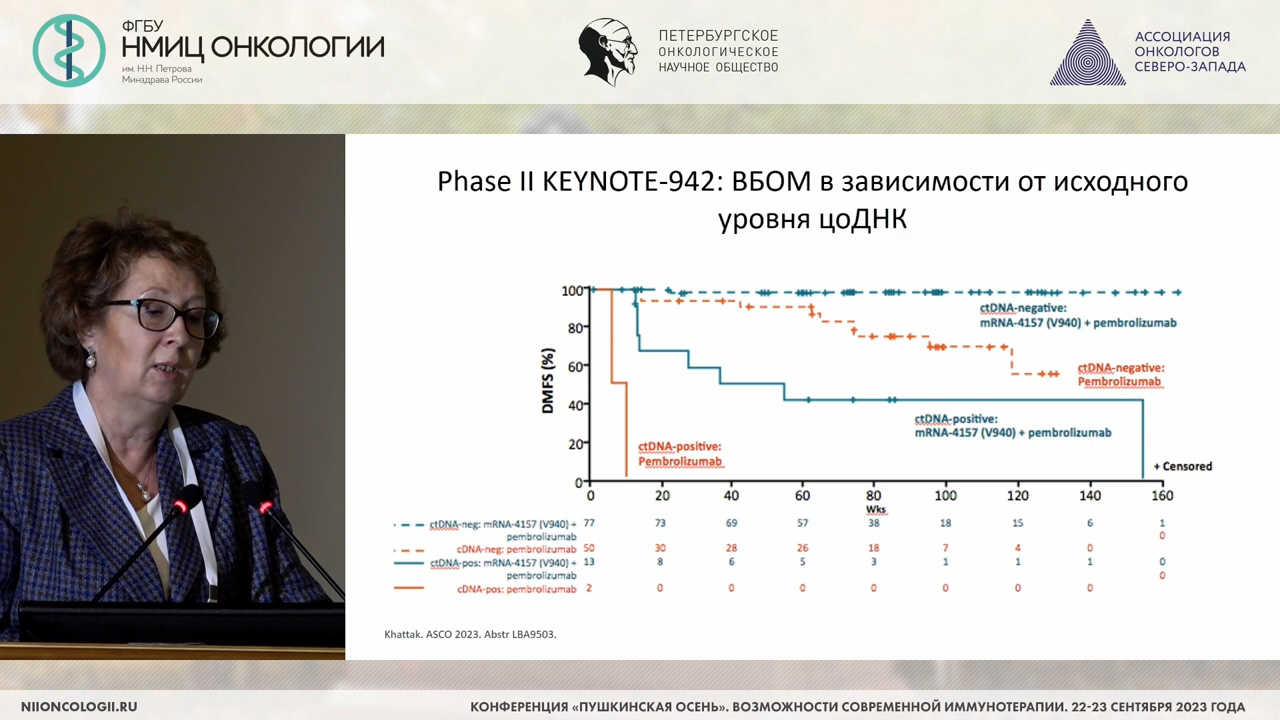 ФГБУ
НМИЦ ОНКОЛОГИИ
им. Н.Н. Петрова
Минздрава России
ПЕТЕРБУРГСКОЕ
ОНКОЛОГИЧЕСКОЕ
НАУЧНОЕ ОБЩЕСТВО
АССОЦИАЦИЯ
ОНКОЛОГОВ
СЕВЕРО-ЗАПАДА
Phase II KEYNOTE-942: ВБОМ в зависимости от исходного
уровня цоДНК
DMFS (%)
100
80
60
40
20
0
ctDNA-negative:
mRNA-4157 (V940) + pembrolizumab
ctDNA-negative:
Pembrolizumab
ctDNA-positive:
mRNA-4157 (V940) + pembrolizumab
ctDNA-positive:
Pembrolizumab
+ Censored
0 20 40 60 80 100 120 140 160
Wks
ctDNA-neg: mRNA-4157 (V940) + 77 73 69 57 38 18 15 6 1
pembrolizumab 0
cDNA-neg: pembrolizumab 50 30 28 26 18 7 4 0
ctDNA-pos: mRNA-4157 (V940) + 13 8 6 5 3 1 1 1 0
pembrolizumab 0
cDNA-pos: pembrolizumab 2 0 0 0 0 0 0 0
Khattak. ASCO 2023. Abstr LBA9503.
NIIONCOLOGII.RU
КОНФЕРЕНЦИЯ «ПУШКИНСКАЯ ОСЕНЬ». ВОЗМОЖНОСТИ СОВРЕМЕННОЙ ИММУНОТЕРАПИИ. 22-23 СЕНТЯБРЯ 2023 ГОДА